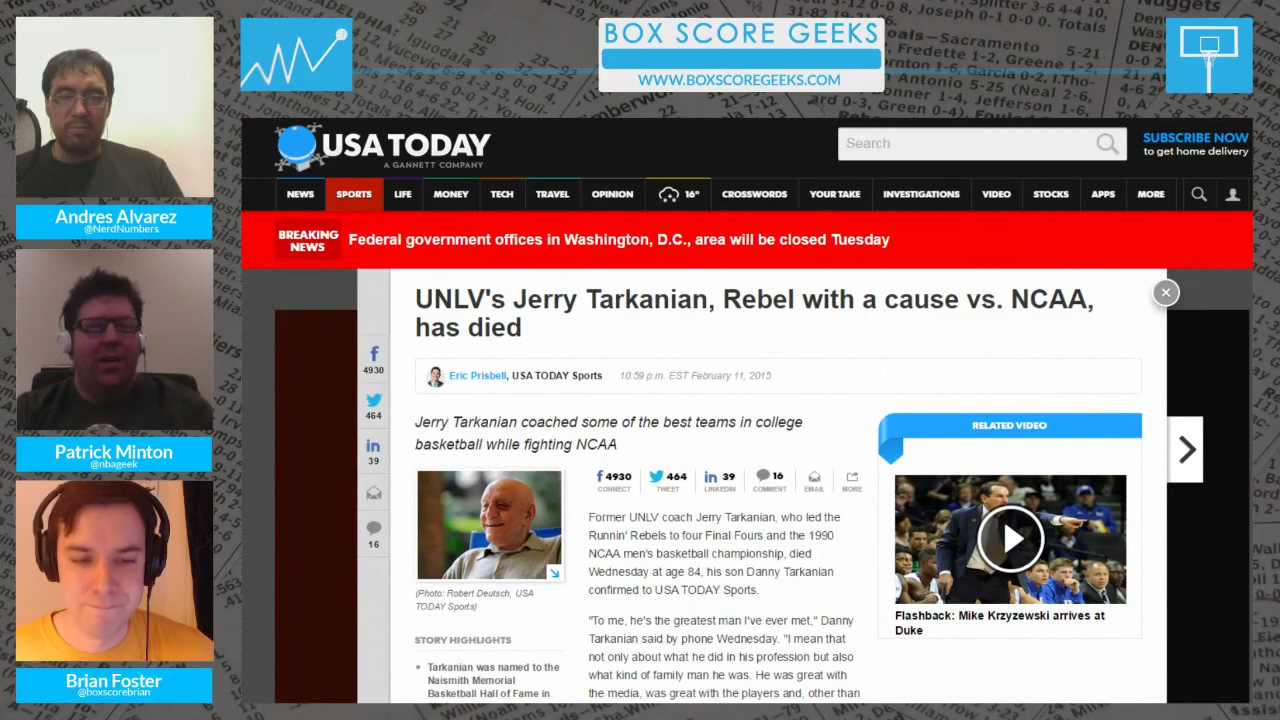 BOX SCORE GEEKS
WWW.BOXSCOREGEEKS.COM
Andres Alvarez
@NerdNumbers
Patrick Minton
@nbageek
Brian Foster
@boxscorebrian
USA TODAY
A GANNETT COMPANY
Search
SUBSCRIBE NOW
to get home delivery
NEWS SPORTS LIFE MONEY TECH TRAVEL OPINION 16° CROSSWORDS YOUR TAKE INVESTIGATIONS VIDEO STOCKS APPS MORE
BREAKING
NEWS
Federal government offices in Washington, D.C., area will be closed Tuesday
UNLV's Jerry Tarkanian, Rebel with a cause vs. NCAA,
has died
4930
464
39
16
Eric Prisbell, USA TODAY Sports 10:59 p.m. EST February 11, 2015
Jerry Tarkanian coached some of the best teams in college
basketball while fighting NCAA
4930 464 39 16
CONNECT TWEET LINKEDIN COMMENT EMAIL MORE
(Photo: Robert Deutsch, USA
TODAY Sports)
STORY HIGHLIGHTS
Tarkanian was named to the
Naismith Memorial
Basketball Hall of Fame in
Former UNLV coach Jerry Tarkanian, who led the
Runnin' Rebels to four Final Fours and the 1990
NCAA men's basketball championship, died
Wednesday at age 84, his son Danny Tarkanian
confirmed to USA TODAY Sports.
"To me, he's the greatest man I've ever met," Danny
Tarkanian said by phone Wednesday. "I mean that
not only about what he did in his profession but also
what kind of family man he was. He was great with
the media, was great with the players and, other than
RELATED VIDEO
Flashback: Mike Krzyzewski arrives at
Duke